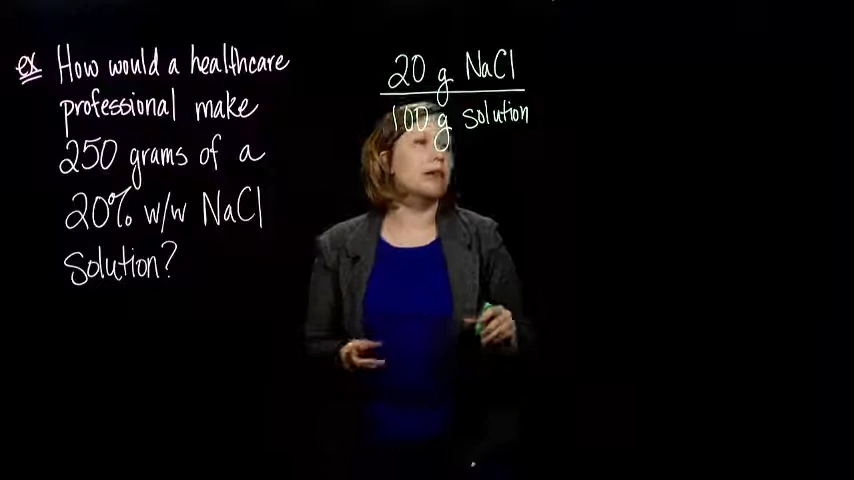 ex How would a healthcare
professional make
250 grams of a
20% w/w NaCl
solution?
20 g NaCl
100 g solution